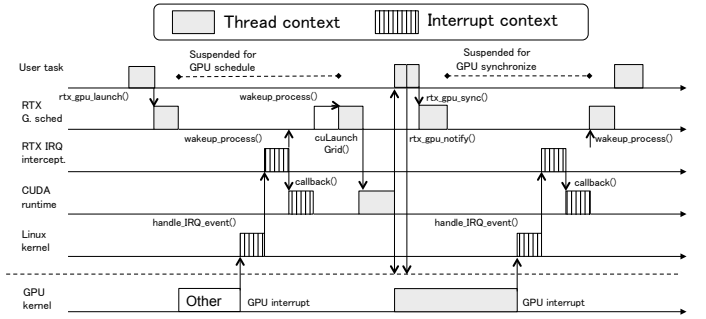 Thread context
Interrupt context
Suspended for
GPU schedule
Suspended for
GPU synchronize
User task
rtx_gpu_launch()
wakeup_process()
rtx_gpu_sync()
RTX
G. sched
wakeup_process()
cuLaunch
Grid()
rtx_gpu_notify()
wakeup_process()
RTX IRQ
intercept.
callback()
callback()
CUDA
runtime
handle_IRQ_event()
handle_IRQ_event()
Linux
kernel
GPU
kernel
Other
GPU interrupt
GPU interrupt